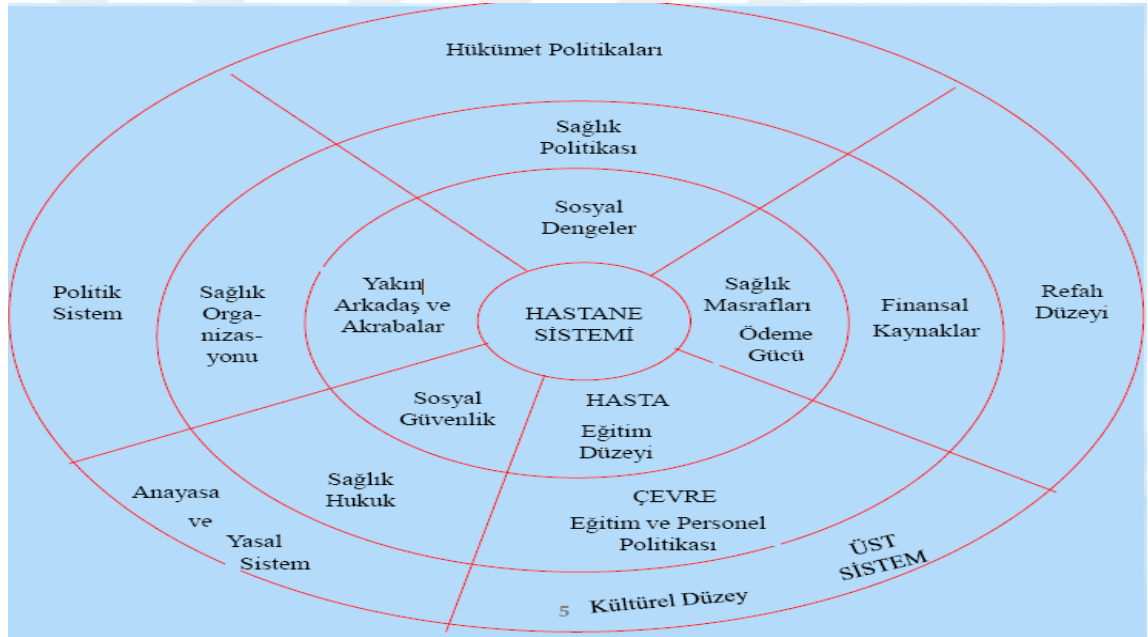 Hükümet Politikaları
Sağlık
Politikası
Sosyal
Dengeler
Politik
Sistem
Sağlık
Orga-
nizas-
yonu
Yakın
Arkadaş ve
Akrabalar
HASTANE
SİSTEMİ
Sağlık
Masrafları
Ödeme
Gücü
Finansal
Kaynaklar
Refah
Düzeyi
Sosyal
Güvenlik
HASTA
Eğitim
Düzeyi
Sağlık
Hukuk
Anayasa
ve
Yasal
Sistem
ÇEVRE
Eğitim ve Personel
Politikası
ÜST
SİSTEM
5
Kültürel Düzey